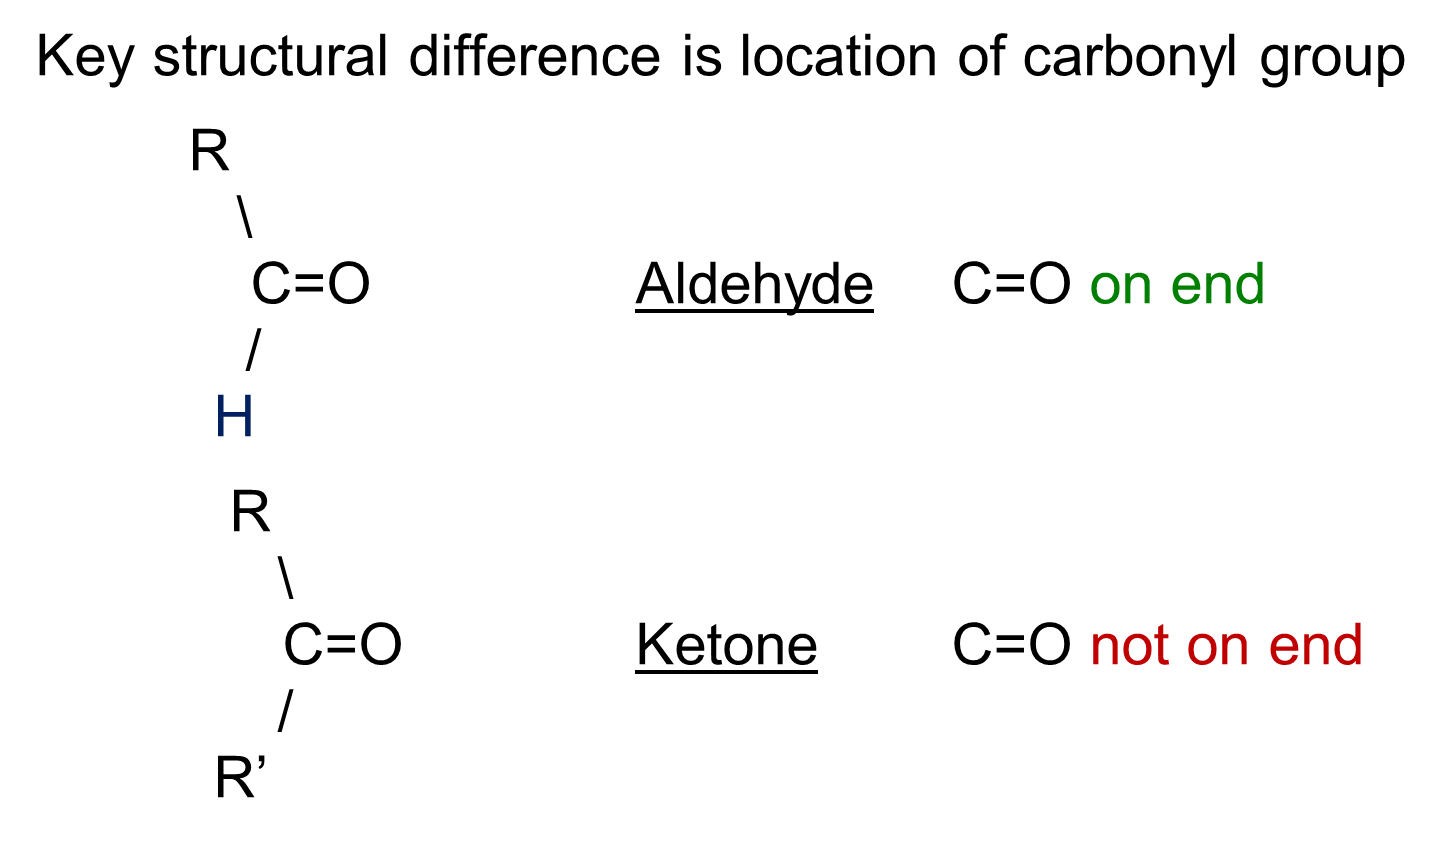 Key structural difference is location of carbonyl group
R
\
C=O Aldehyde C=O on end
/
H
R
\
C=O Ketone C=O not on end
/
R’